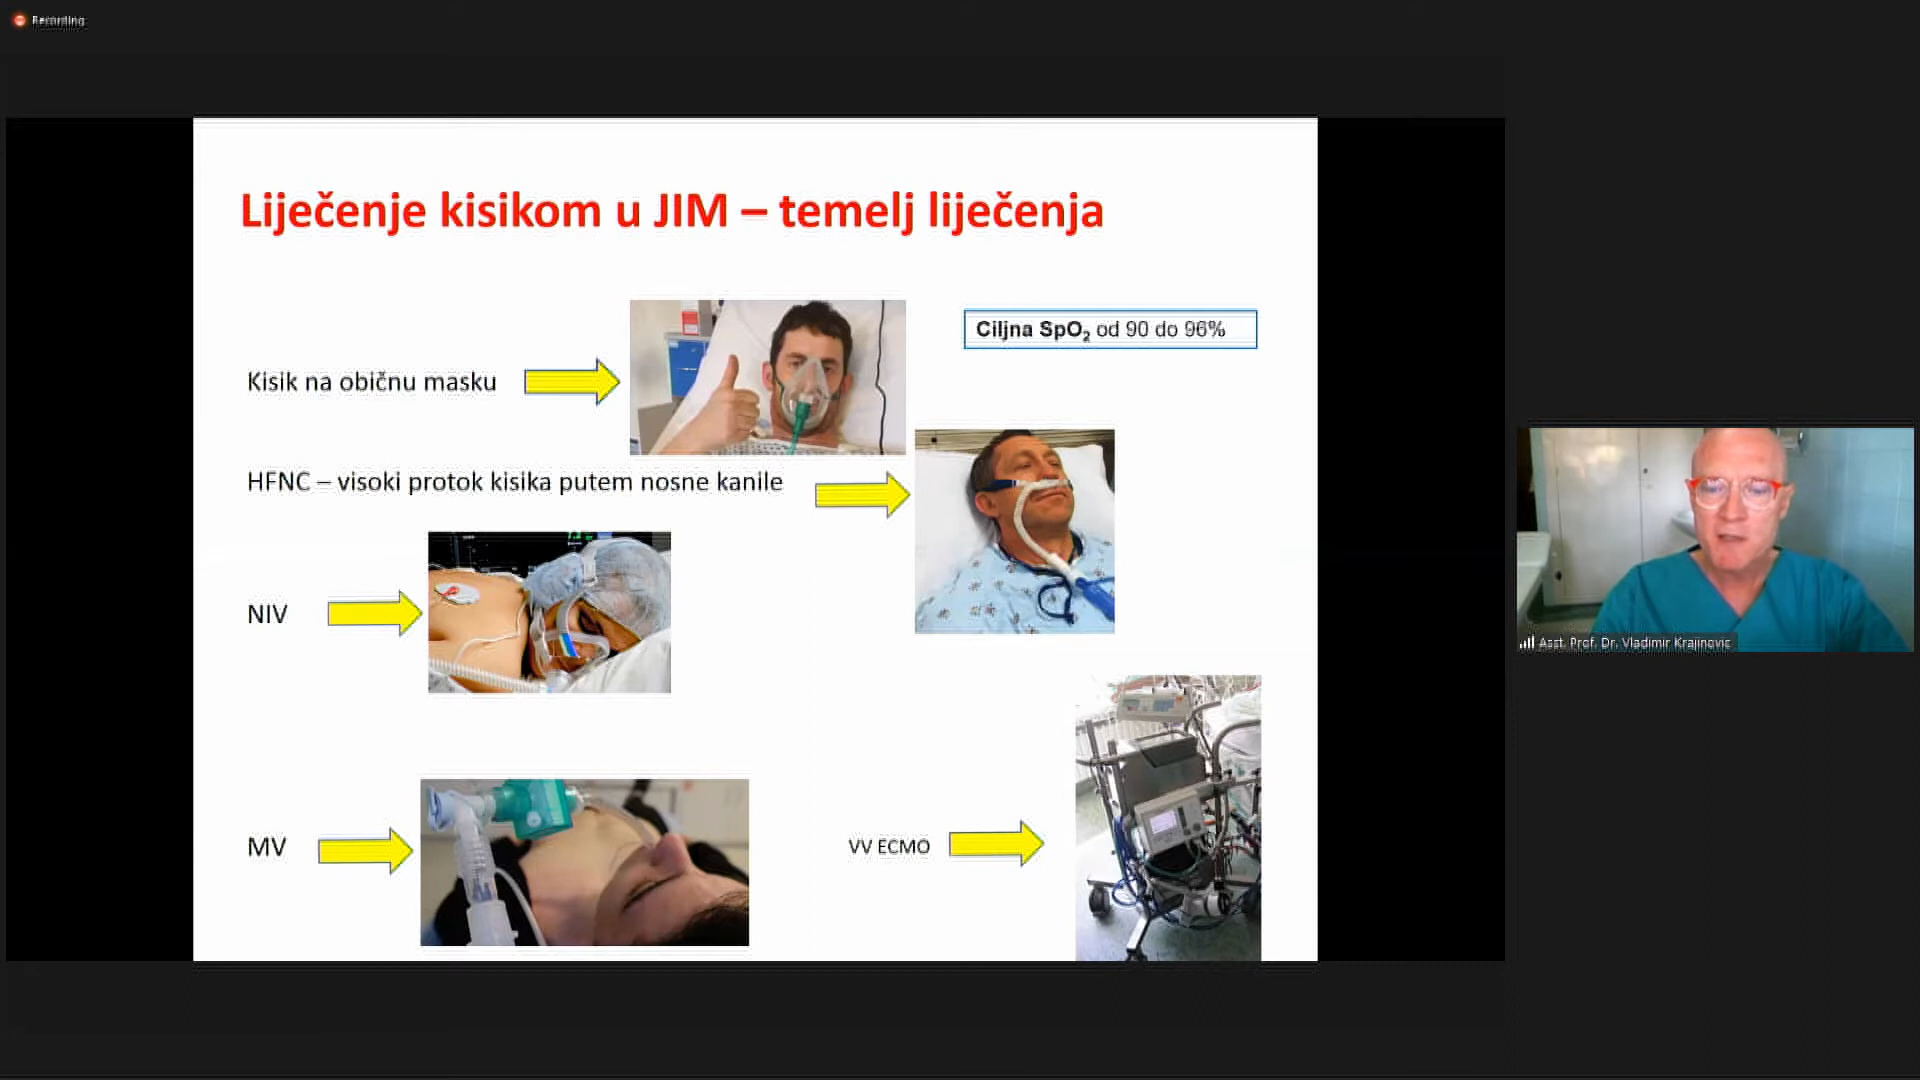 Recording
Liječenje kisikom u JIM – temelj liječenja
Ciljna SpO₂ od 90 do 96%
Kisik na običnu masku
HFNC – visoki protok kisika putem nosne kanile
NIV
MV
VV ECMO
Asst. Prof. Dr. Vladimir Krajinovic